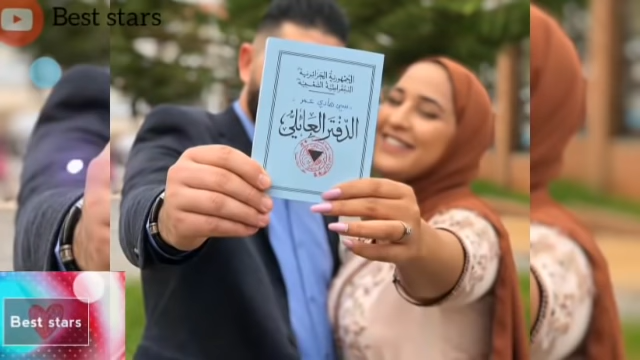 Best stars
الجمهورية الجزائرية
الديمقراطية الشعبية
الدفتر العائلي
Best stars